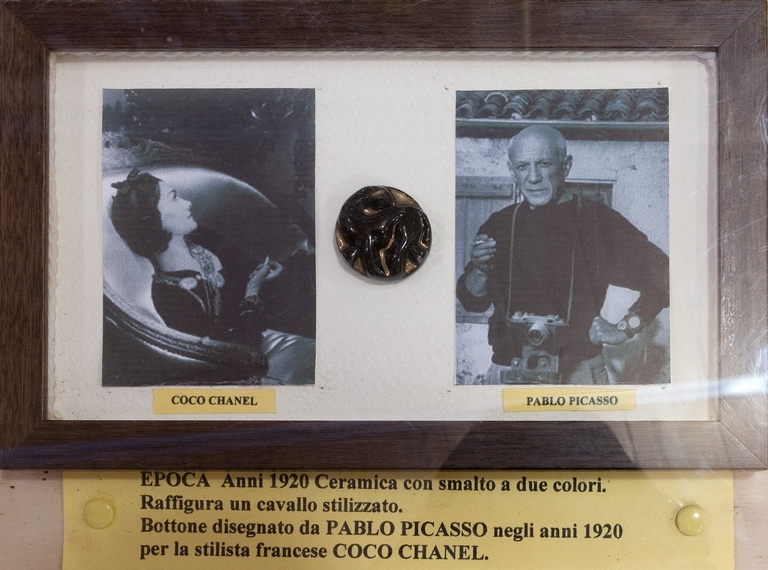 COCO CHANEL
PABLO PICASSO
EPOCA Anni 1920 Ceramica con smalto a due colori.
Raffigura un cavallo stilizzato.
Bottone disegnato da PABLO PICASSO negli anni 1920
per la stilista francese COCO CHANEL.